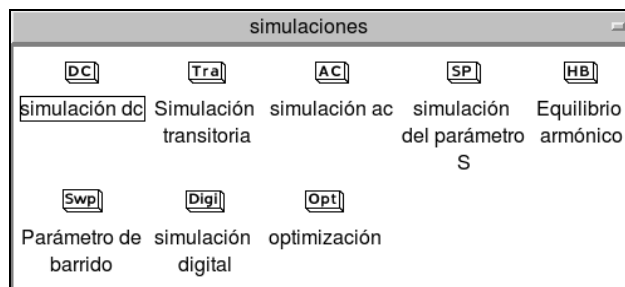 simulaciones
DC Tra AC SP HB
simulación dc Simulación simulación ac simulación Equilibrio
transitoria del parámetro armónico
S
Swp Digi Opt
Parámetro de simulación optimización
barrido digital